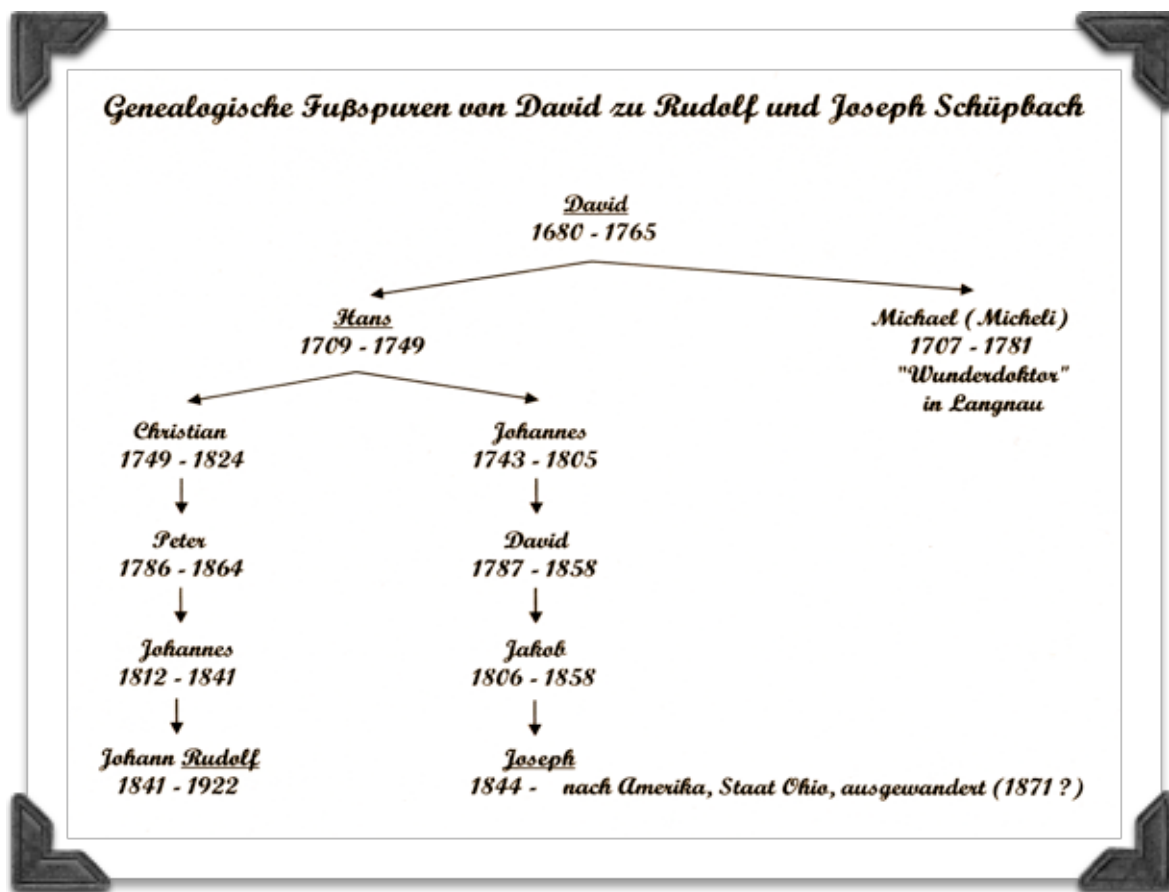 Genealogische Fußspuren von David zu Rudolf und Joseph Schüpbach
David
1680 - 1765
Hans
1709 - 1749
Michael (Micheli)
1707 - 1781
"Wunderdoktor"
in Langnau
Christian
1749 - 1824
Johannes
1743 - 1805
Peter
1786 - 1864
David
1787 - 1858
Johannes
1812 - 1841
Jakob
1806 - 1858
Johann Rudolf
1841 - 1922
Joseph
1844 - nach Amerika, Staat Ohio, ausgewandert (1871 ?)